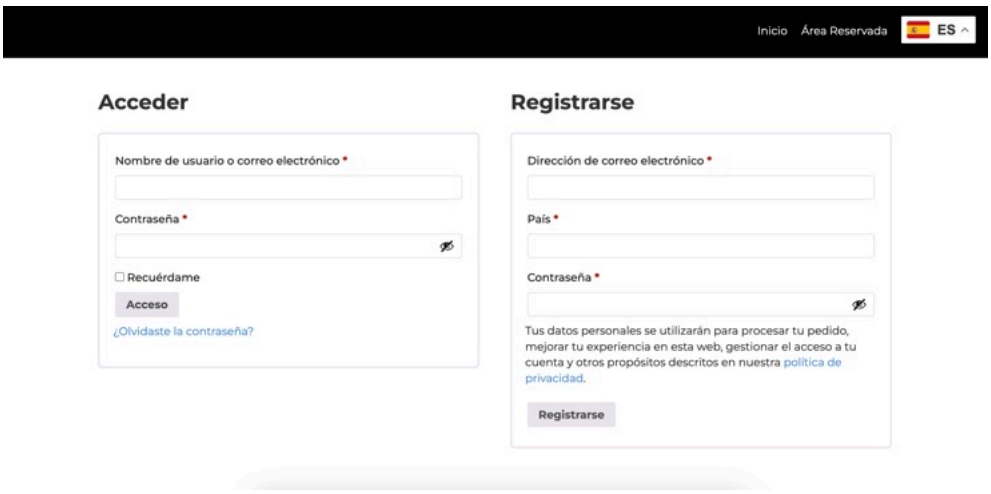 Inicio Área Reservada ES
Acceder
Nombre de usuario o correo electrónico *
Contraseña *
Recuérdame
Acceso
¿Olvidaste la contraseña?
Registrarse
Dirección de correo electrónico *
País *
Contraseña *
Tus datos personales se utilizarán para procesar tu pedido,
mejorar tu experiencia en esta web, gestionar el acceso a tu
cuenta y otros propósitos descritos en nuestra política de
privacidad.
Registrarse